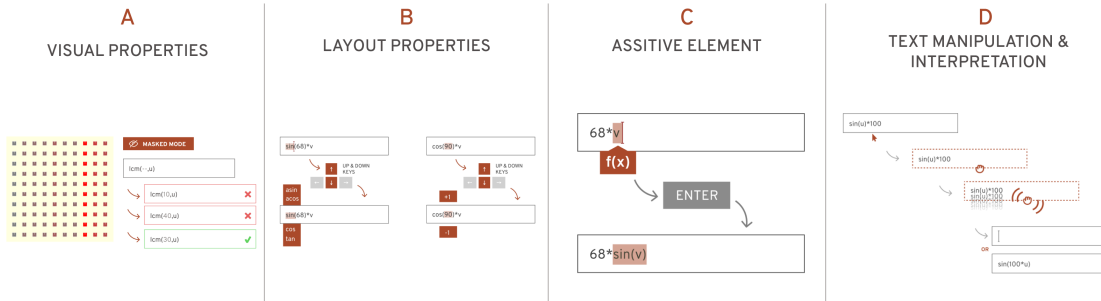 A
VISUAL PROPERTIES
MASKED MODE
lcm(--,u)
lcm(10,u)
lcm(40,u)
lcm(30,u)
B
LAYOUT PROPERTIES
sin(68)*v
UP & DOWN
KEYS
asin
acos
sin(68)*v
cos
tan
cos(90)*v
UP & DOWN
KEYS
+1
cos(90)*v
-1
C
ASSITIVE ELEMENT
68*v
f(x)
ENTER
68*sin(v)
D
TEXT MANIPULATION &
INTERPRETATION
sin(u)*100
sin(u)*100
sin(u)*100
OR
sin(100*u)